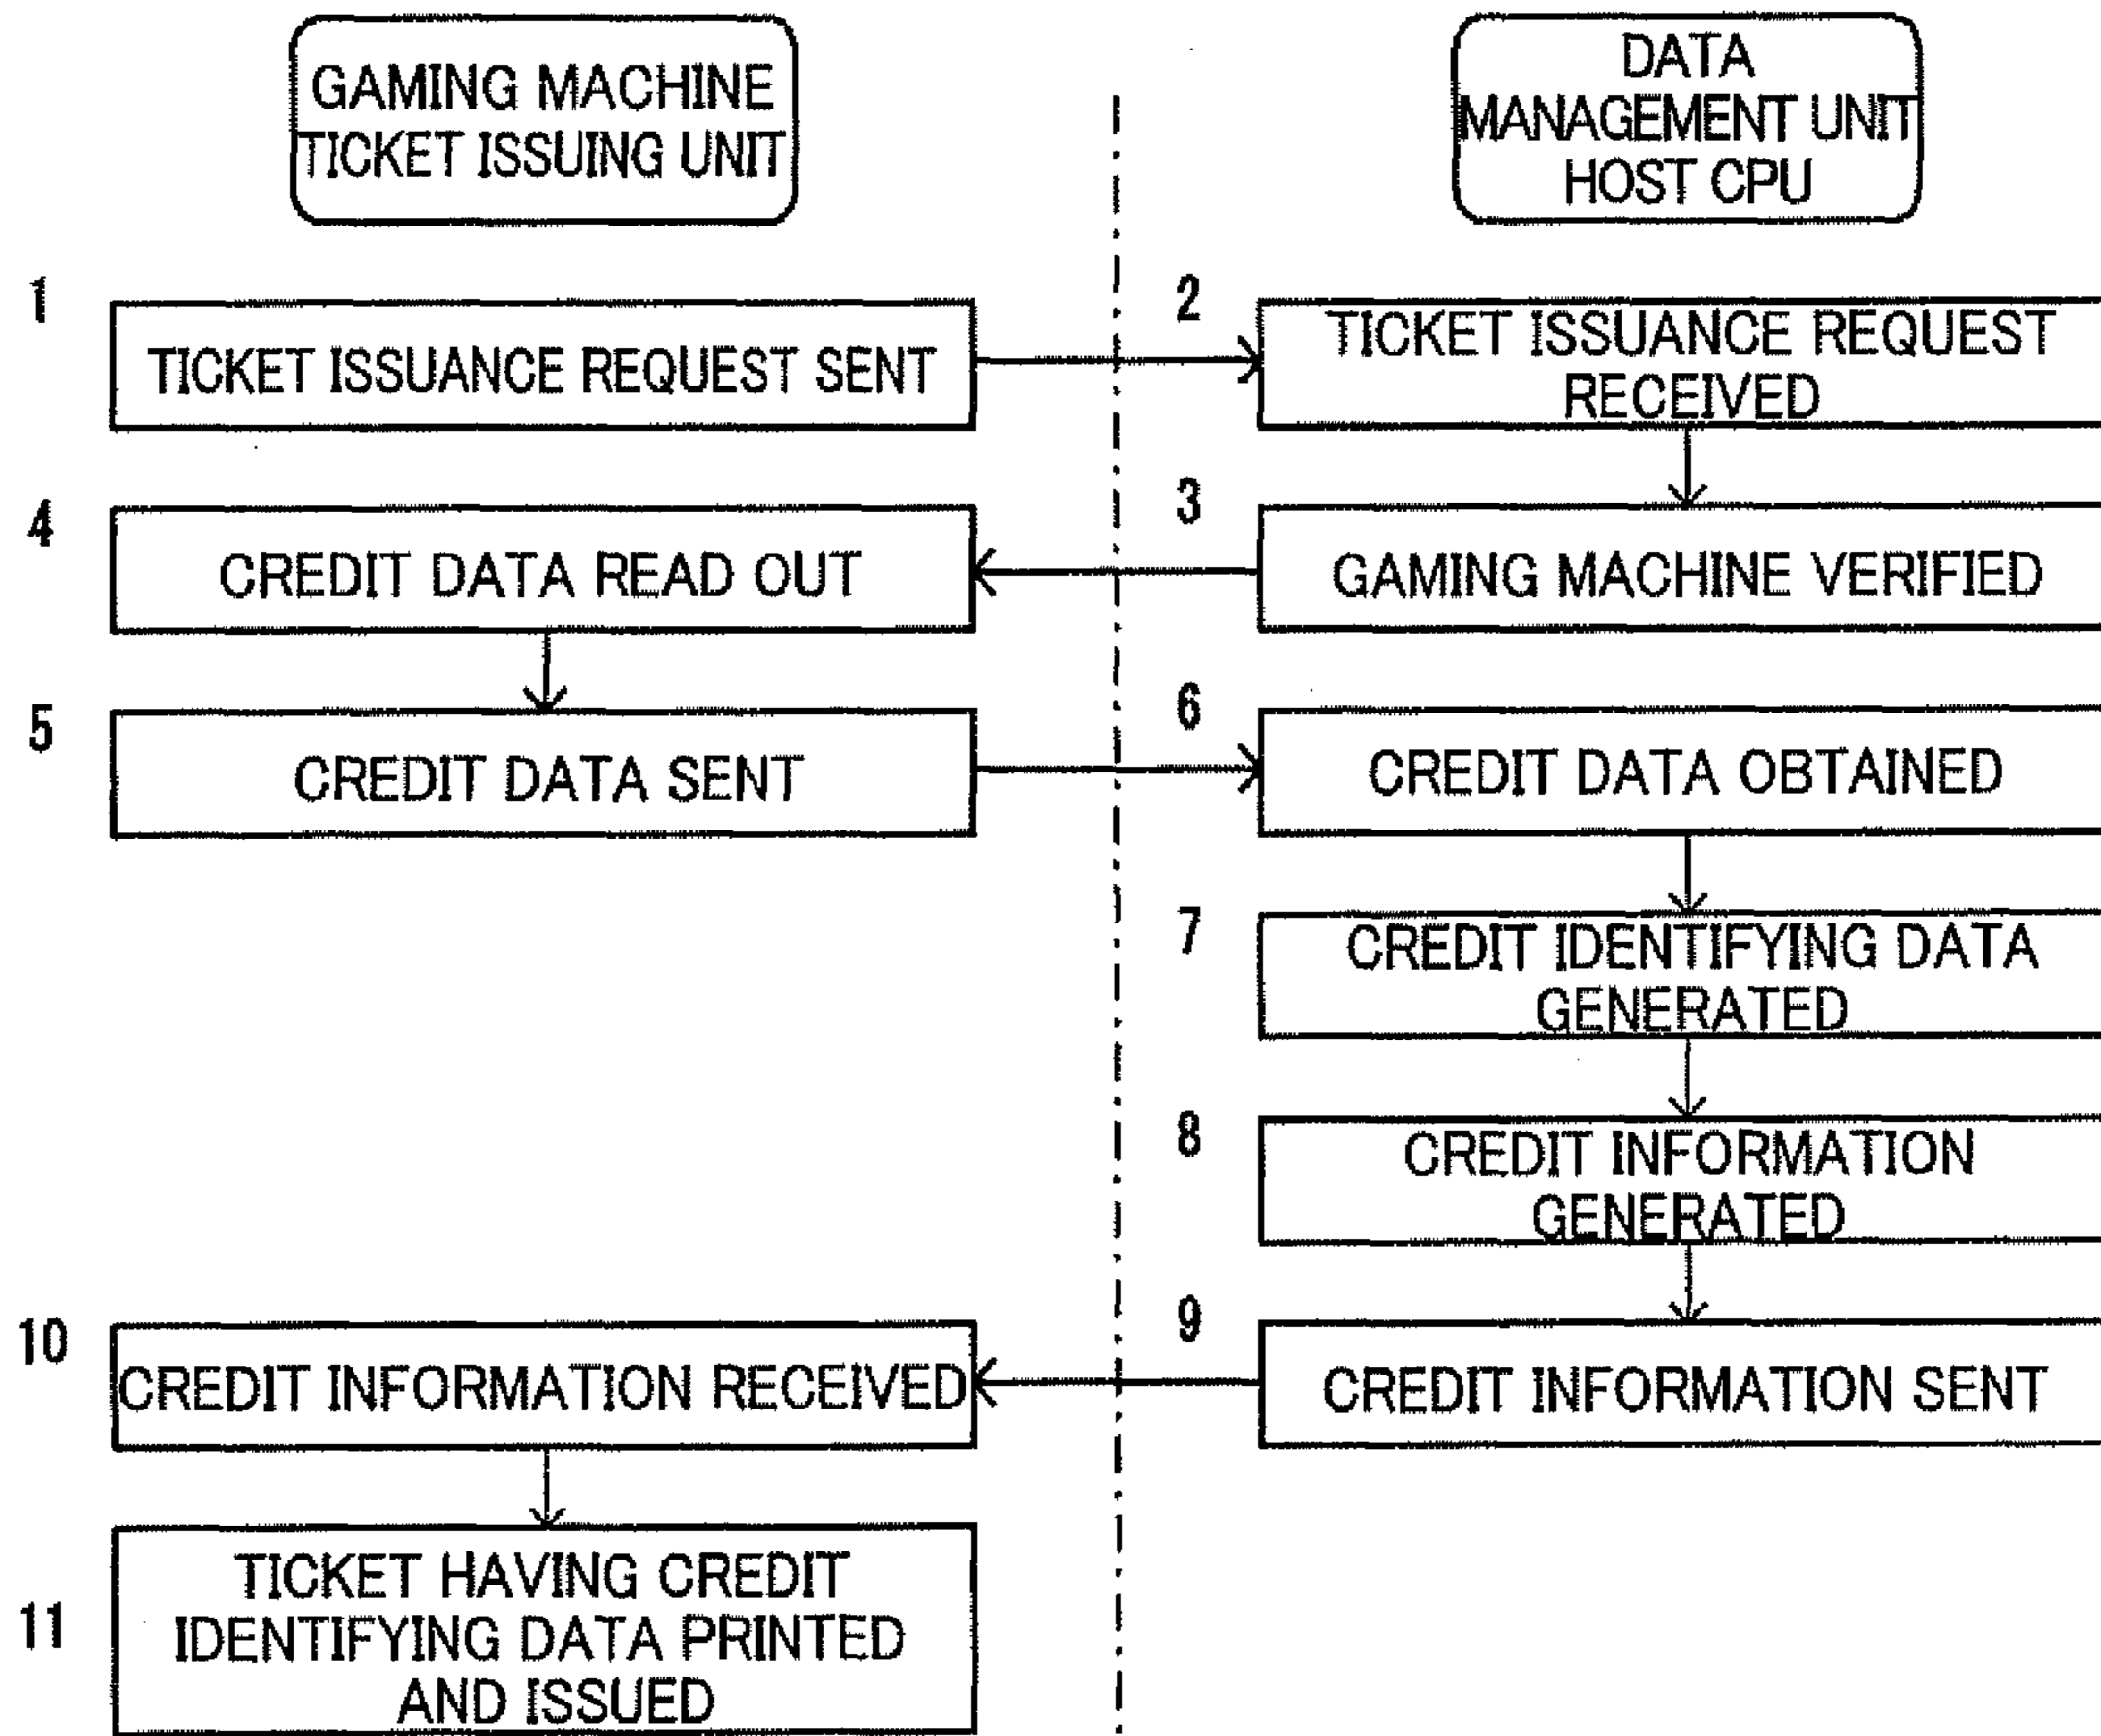 GAMING MACHINE
TICKET ISSUING UNIT
DATA
MANAGEMENT UNIT
HOST CPU
1
TICKET ISSUANCE REQUEST SENT
2
TICKET ISSUANCE REQUEST
RECEIVED
3
GAMING MACHINE VERIFIED
4
CREDIT DATA READ OUT
5
CREDIT DATA SENT
6
CREDIT DATA OBTAINED
7
CREDIT IDENTIFYING DATA
GENERATED
8
CREDIT INFORMATION
GENERATED
9
CREDIT INFORMATION SENT
10
CREDIT INFORMATION RECEIVED
11
TICKET HAVING CREDIT
IDENTIFYING DATA PRINTED
AND ISSUED